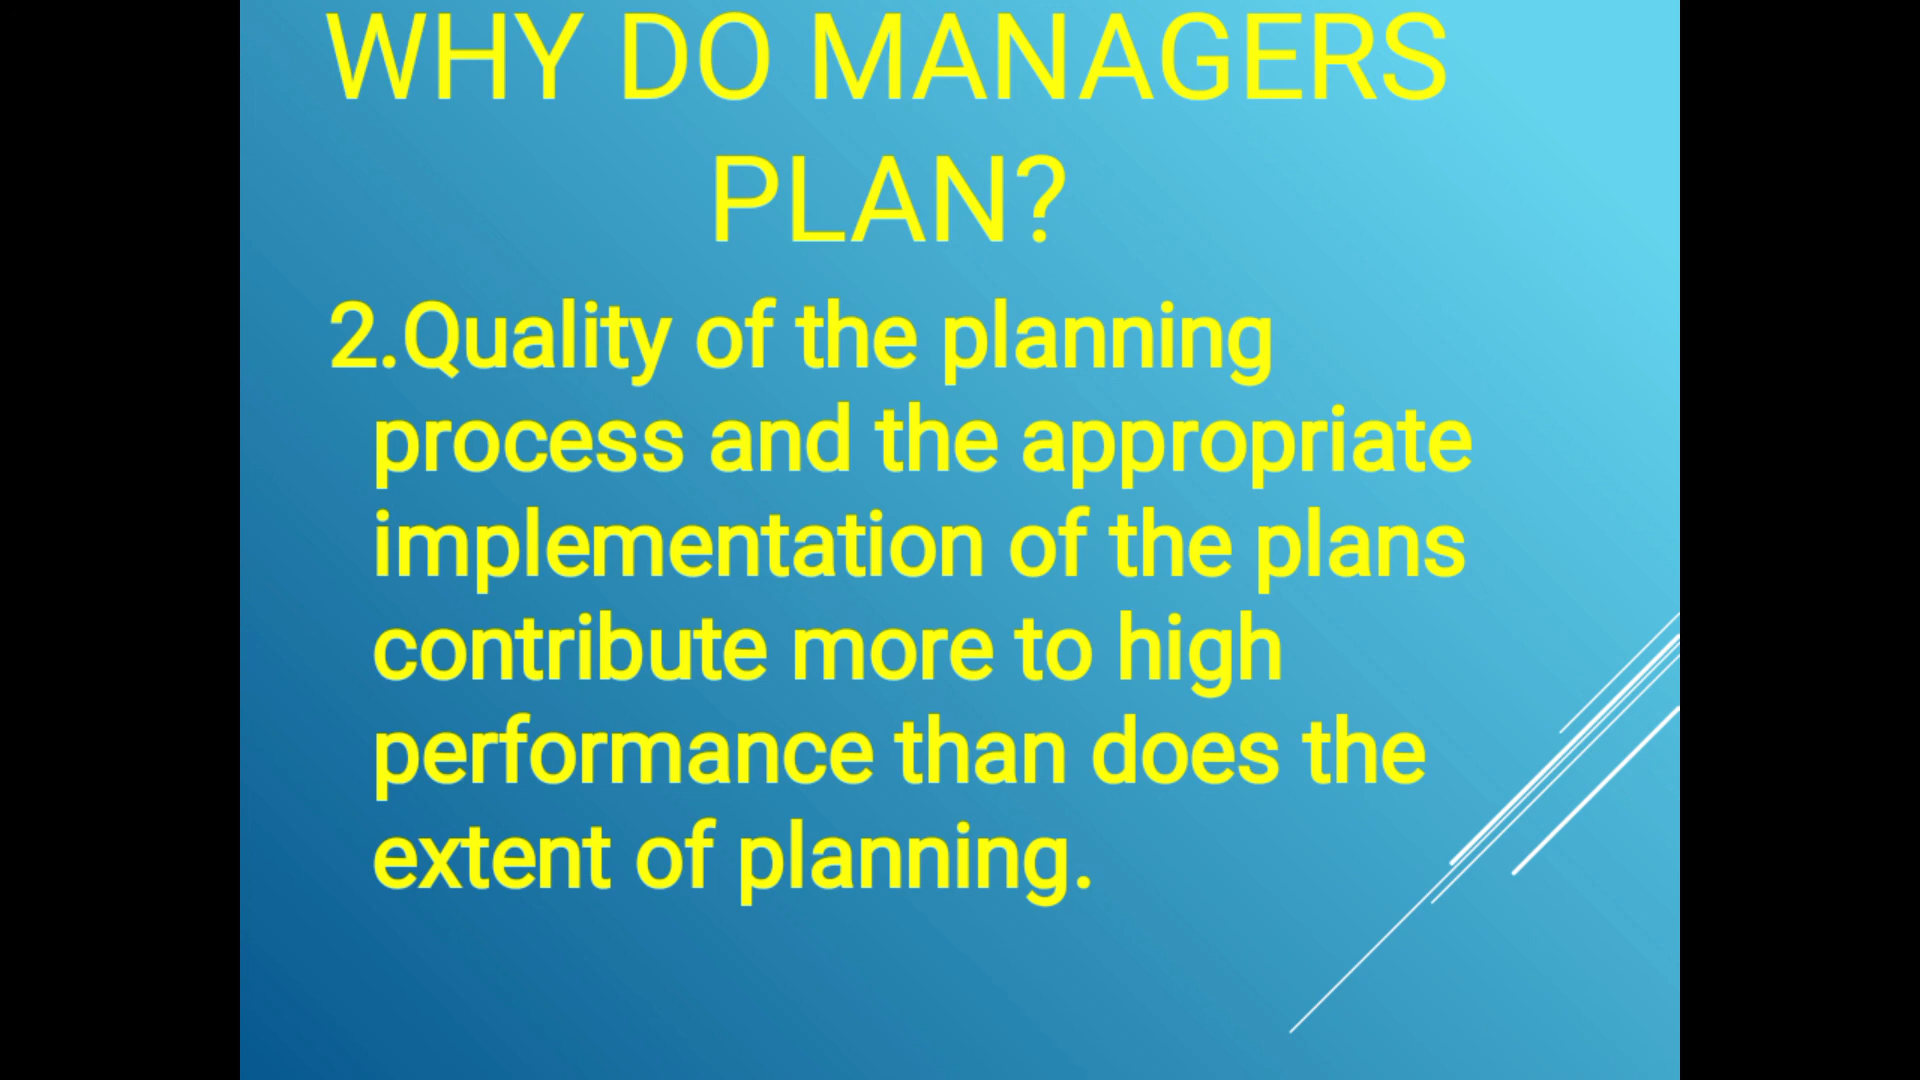 WHY DO MANAGERS
PLAN?
2.Quality of the planning
process and the appropriate
implementation of the plans
contribute more to high
performance than does the
extent of planning.